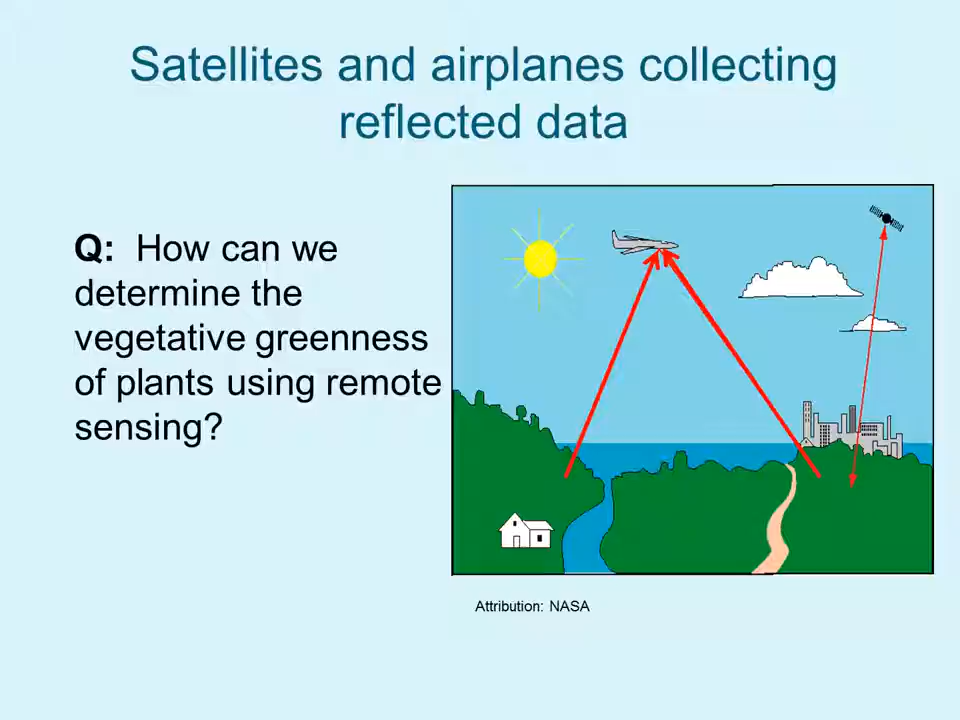 Satellites and airplanes collecting
reflected data
Q: How can we
determine the
vegetative greenness
of plants using remote
sensing?
Attribution: NASA